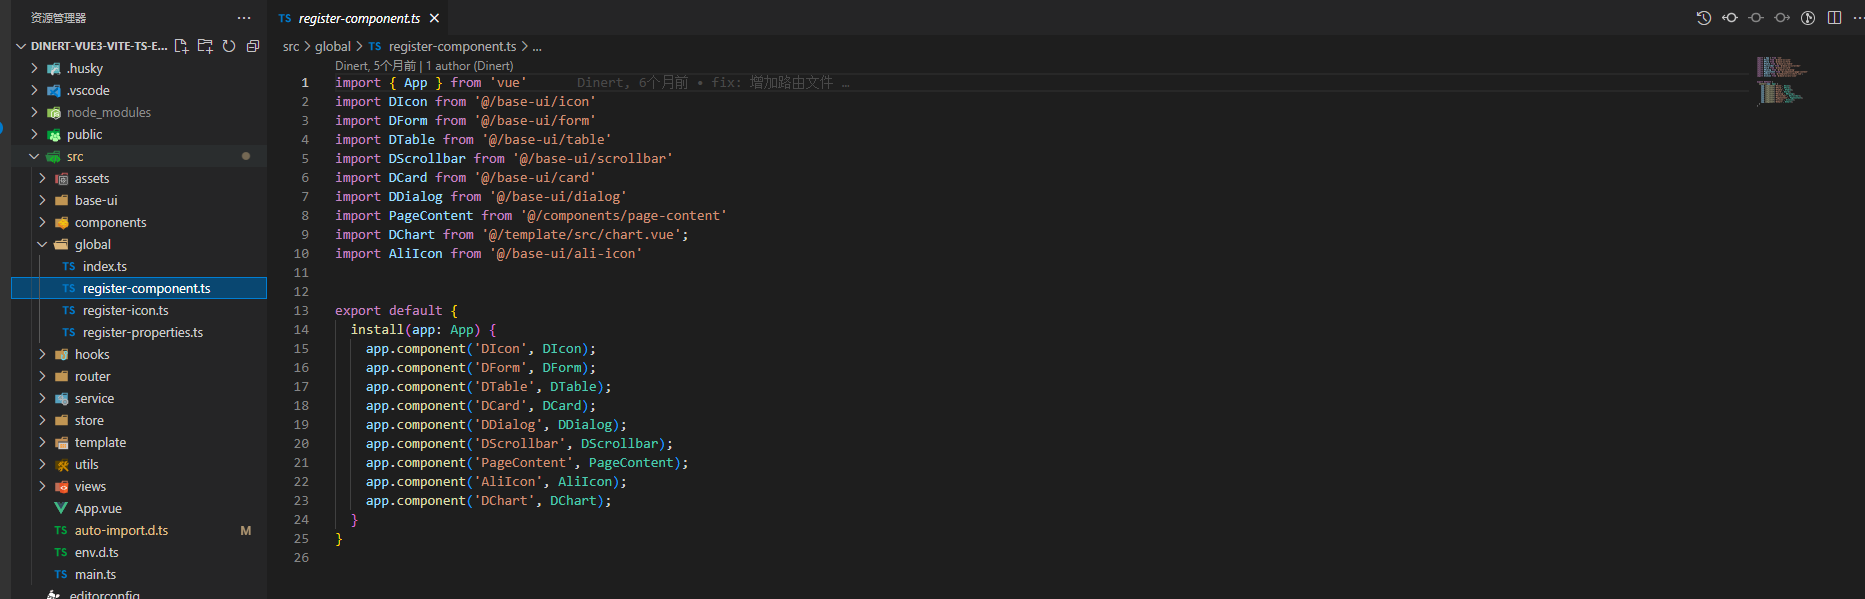 资源管理器
DINERT-VUE3-VITE-TS-E...
.husky
.vscode
node_modules
public
src
assets
base-ui
components
global
TS index.ts
TS register-component.ts
TS register-icon.ts
TS register-properties.ts
hooks
router
service
store
template
utils
views
App.vue
TS auto-import.d.ts M
TS env.d.ts
TS main.ts
.editorconfig
TS register-component.ts
src > global > TS register-component.ts > ...
Dinert, 5个月前 | 1 author (Dinert)
1 import { App } from 'vue' Dinert, 6个月前 • fix: 增加路由文件 …
2 import DIcon from '@/base-ui/icon'
3 import DForm from '@/base-ui/form'
4 import DTable from '@/base-ui/table'
5 import DScrollbar from '@/base-ui/scrollbar'
6 import DCard from '@/base-ui/card'
7 import DDialog from '@/base-ui/dialog'
8 import PageContent from '@/components/page-content'
9 import DChart from '@/template/src/chart.vue';
10 import AliIcon from '@/base-ui/ali-icon'
11
12
13 export default {
14 install(app: App) {
15 app.component('DIcon', DIcon);
16 app.component('DForm', DForm);
17 app.component('DTable', DTable);
18 app.component('DCard', DCard);
19 app.component('DDialog', DDialog);
20 app.component('DScrollbar', DScrollbar);
21 app.component('PageContent', PageContent);
22 app.component('AliIcon', AliIcon);
23 app.component('DChart', DChart);
24 }
25 }
26